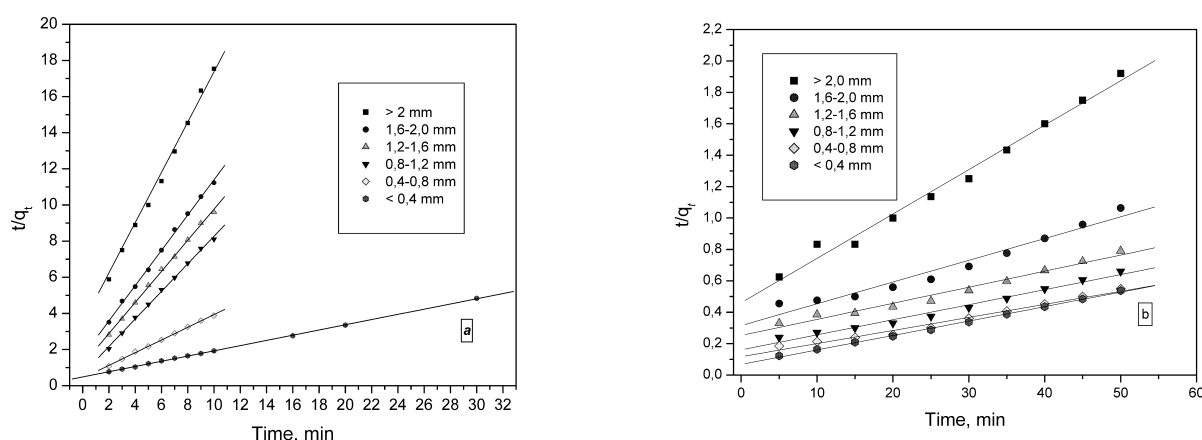 20
18
16
14
12
10
8
6
4
2
0
t/qt
> 2 mm
1,6-2,0 mm
1,2-1,6 mm
0,8-1,2 mm
0,4-0,8 mm
< 0,4 mm
a
0 2 4 6 8 10 12 14 16 18 20 22 24 26 28 30 32
Time, min
2,2
2,0
1,8
1,6
1,4
1,2
1,0
0,8
0,6
0,4
0,2
0,0
t/qt
> 2,0 mm
1,6-2,0 mm
1,2-1,6 mm
0,8-1,2 mm
0,4-0,8 mm
< 0,4 mm
b
0 10 20 30 40 50 60
Time, min